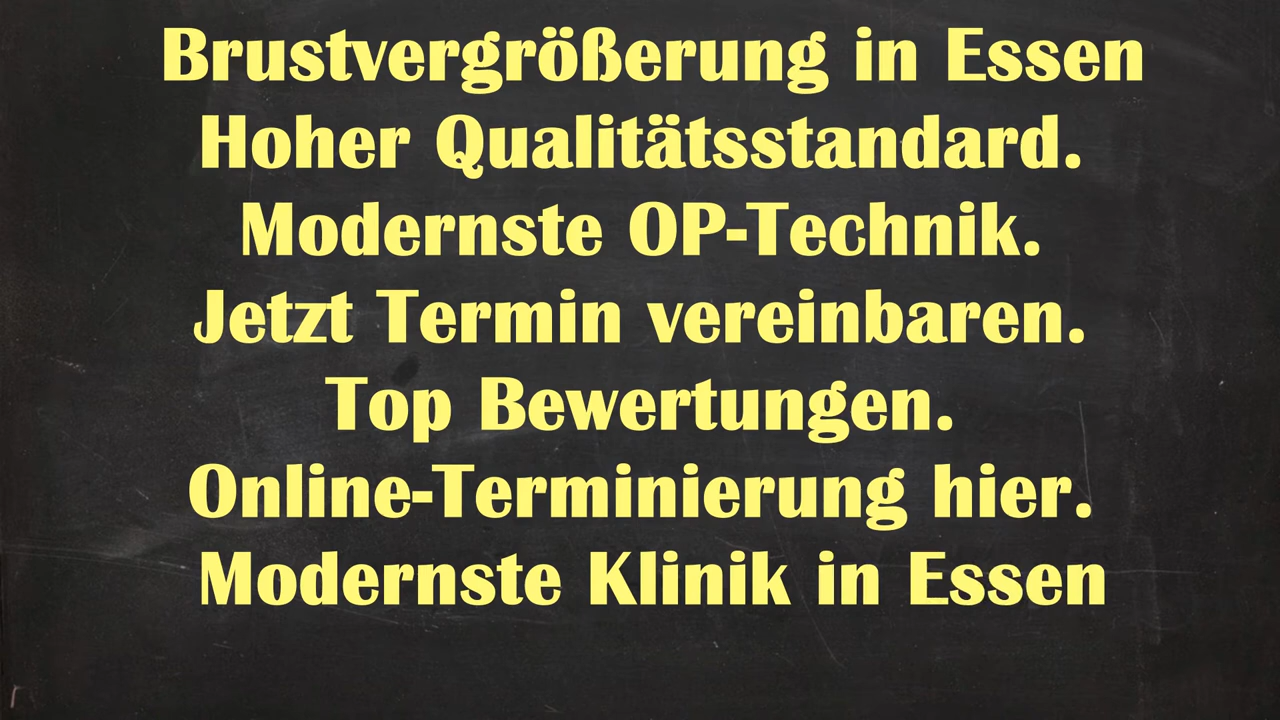 Brustvergrößerung in Essen
Hoher Qualitätsstandard.
Modernste OP-Technik.
Jetzt Termin vereinbaren.
Top Bewertungen.
Online-Terminierung hier.
Modernste Klinik in Essen